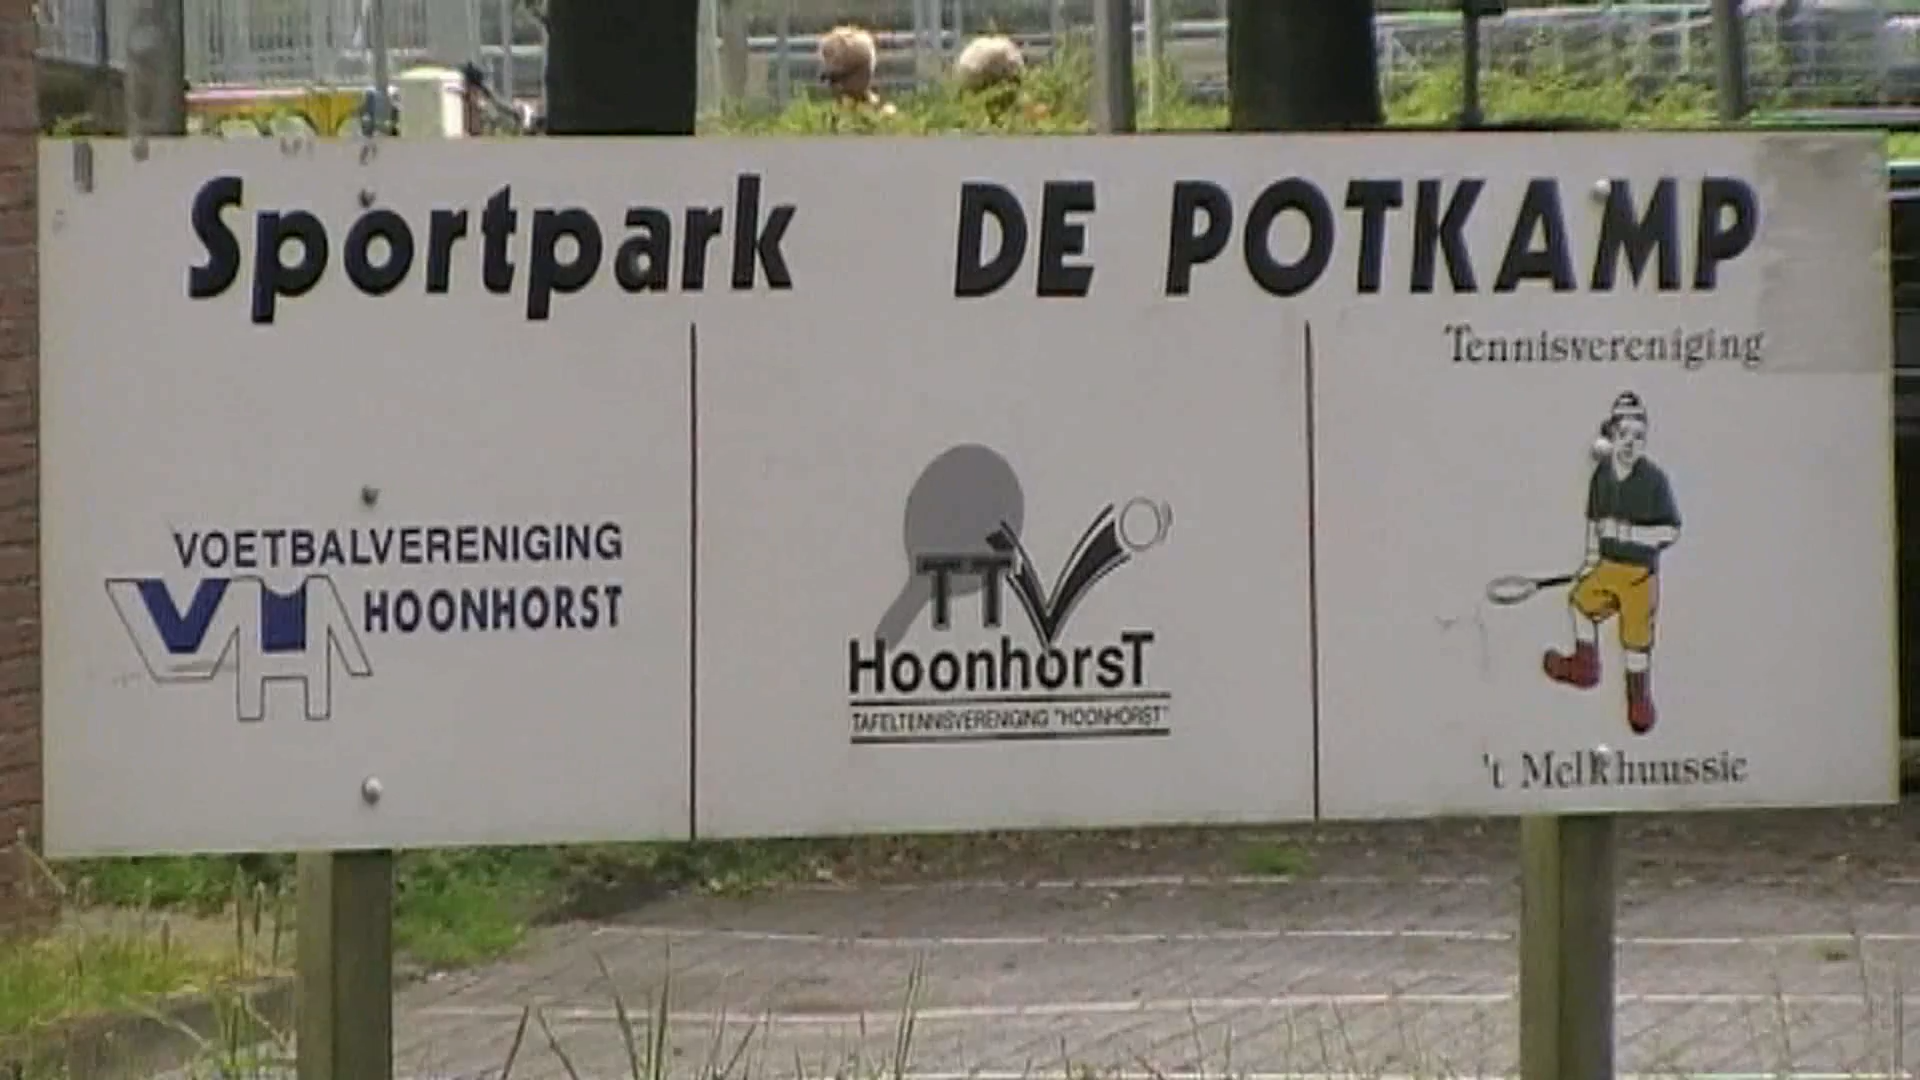 Sportpark DE POTKAMP
VOETBALVERENIGING
VH HOONHORST
TTV
HoonhorsT
TAFELTENNISVERENIGING "HOONHORST"
Tennisvereniging
't Melkhuussie